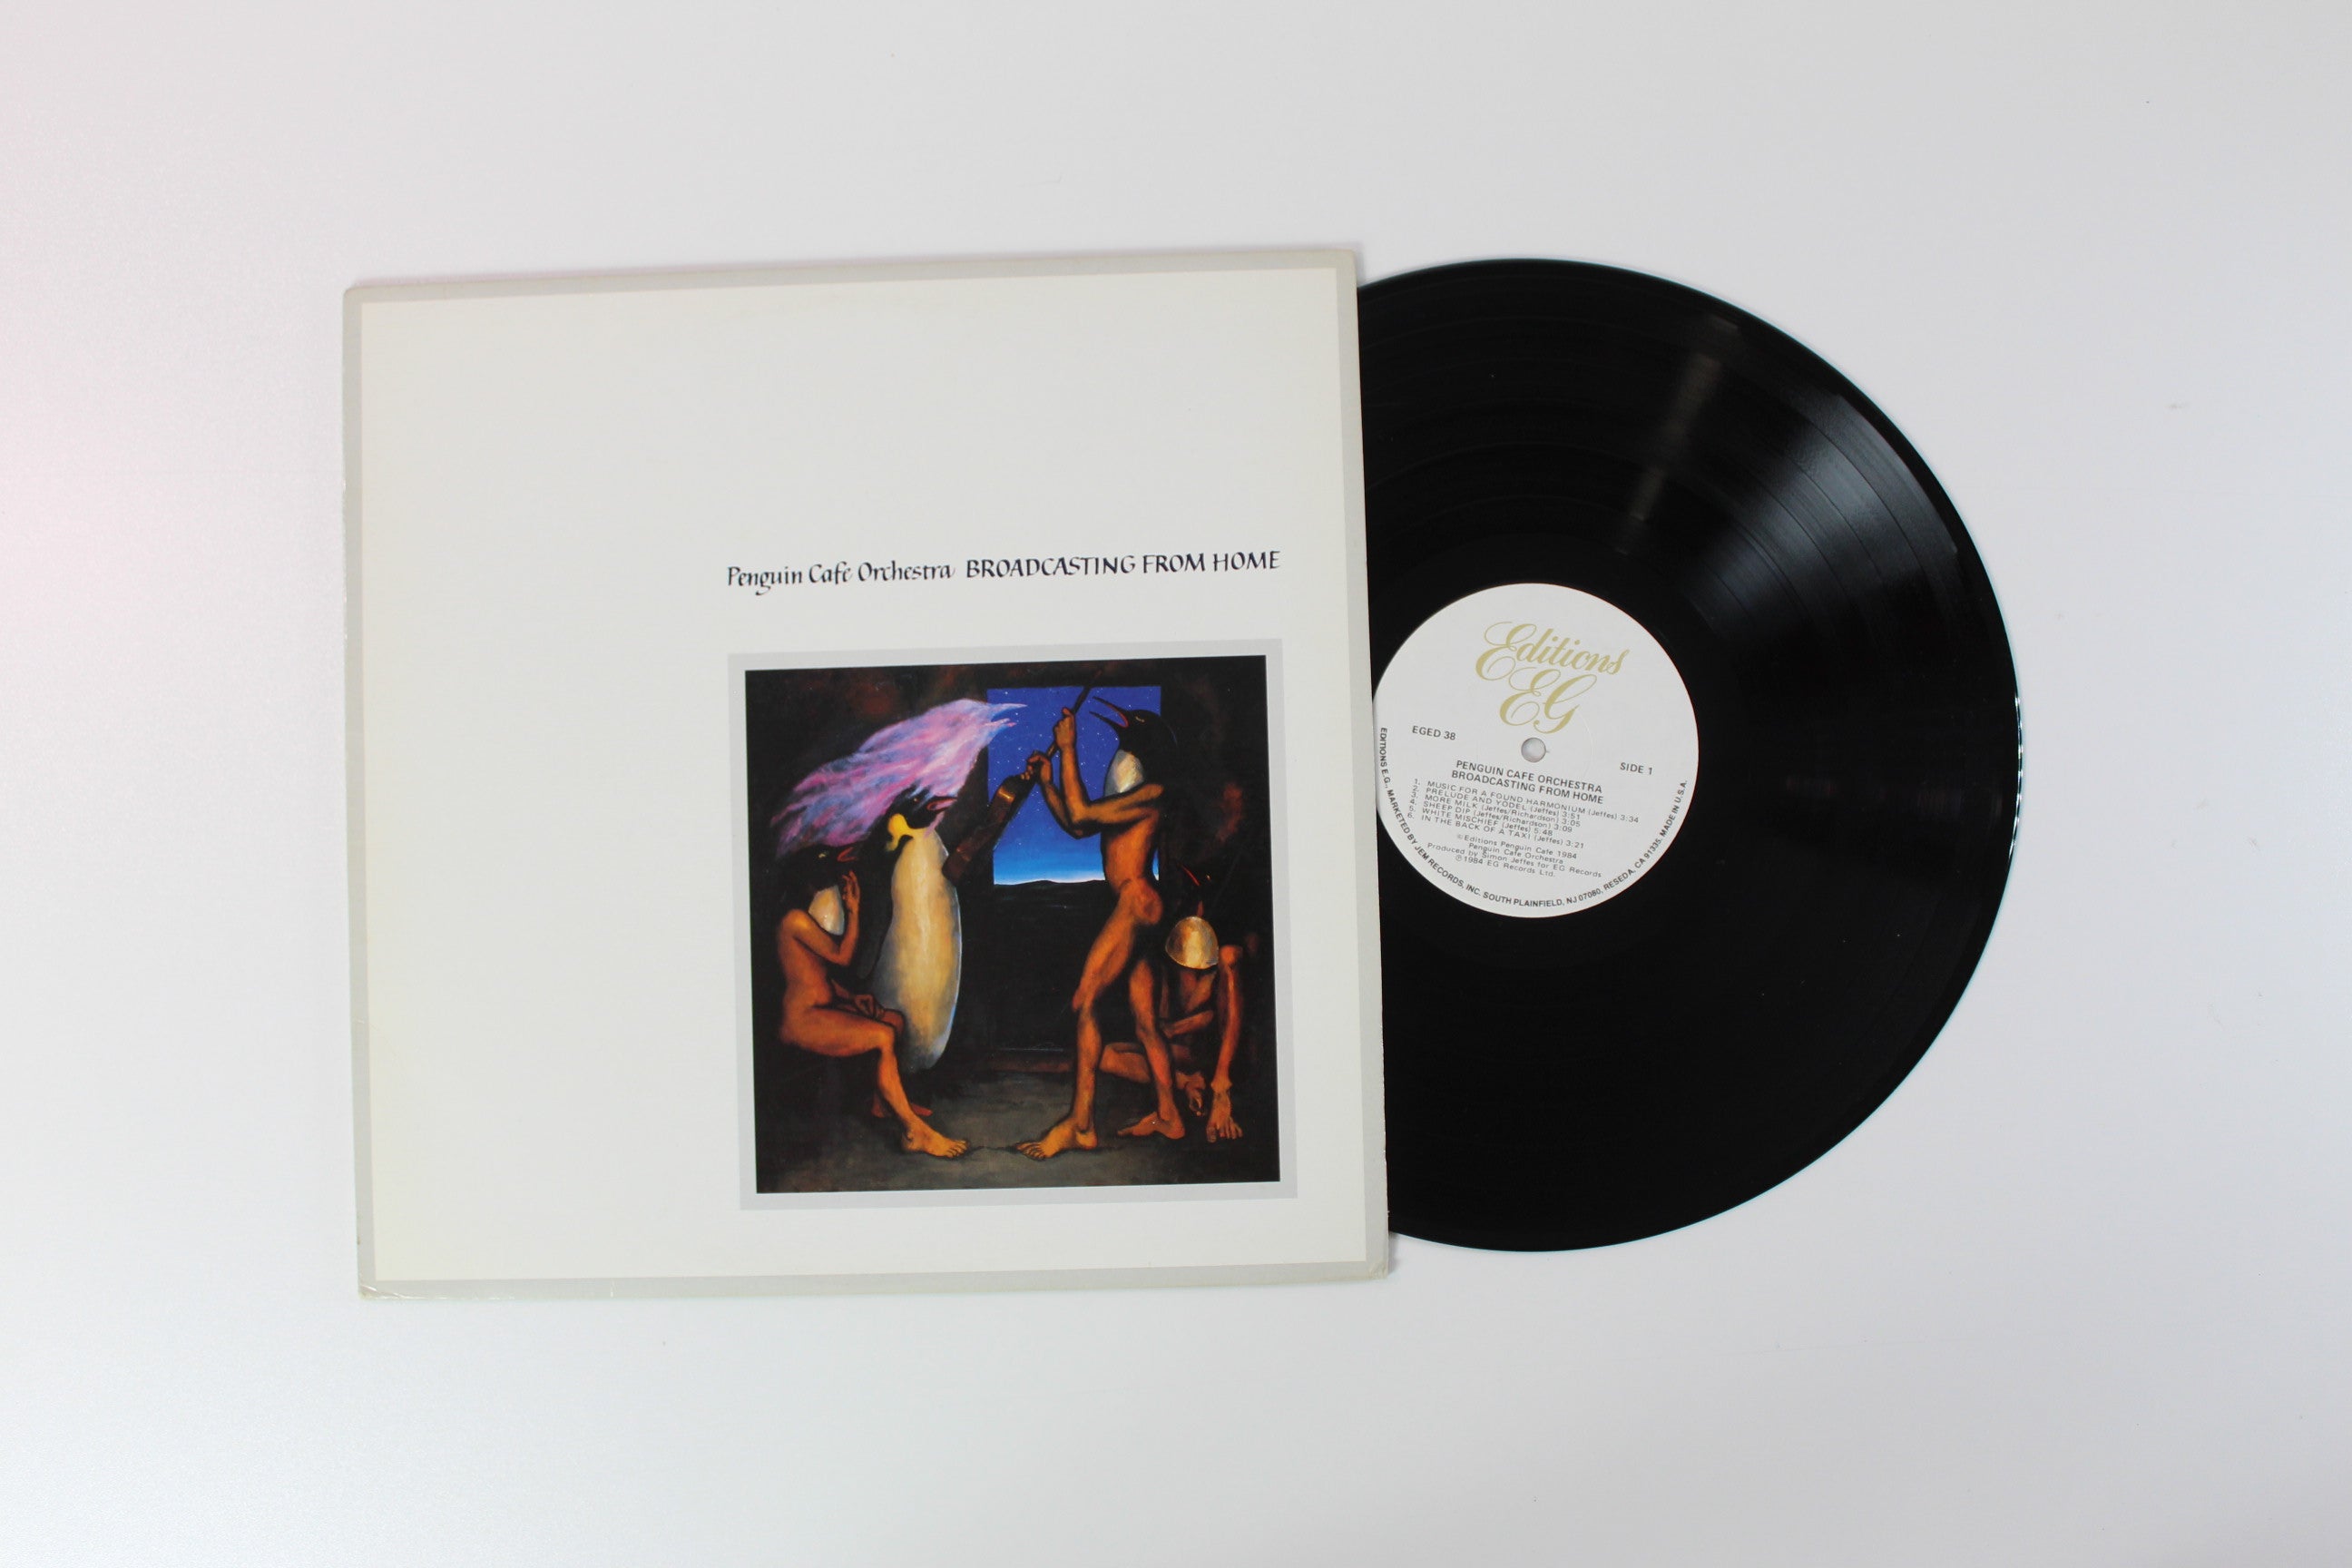 Penguin Cafe Orchestra BROADCASTING FROM HOME
Editions
EG
EGED 38
SIDE 1
PENGUIN CAFE ORCHESTRA
BROADCASTING FROM HOME
1. MUSIC FOR A FOUND HARMONIUM (Jeffes) 3:34
2. PRELUDE AND YODEL (Jeffes) 3:51
3. MORE MILK (Jeffes/Richardson) 3:05
4. SHEEP DIP (Jeffes/Richardson) 3:09
5. WHITE MISCHIEF (Jeffes) 5:48
6. IN THE BACK OF A TAXI (Jeffes) 3:21
©Editions Penguin Cafe 1984
Penguin Cafe Orchestra
Produced by Simon Jeffes for EG Records
℗1984 EG Records Ltd.
EDITIONS E.G., MARKETED BY JEM RECORDS, INC. SOUTH PLAINFIELD, NJ 07080, RESEDA, CA 91335. MADE IN U.S.A.